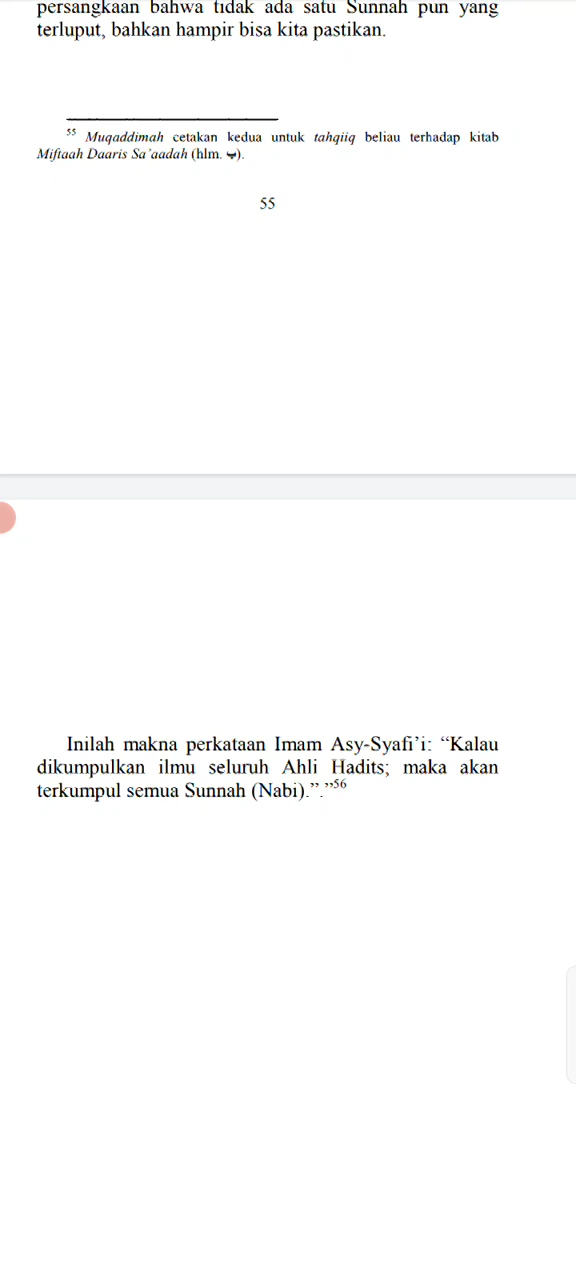 persangkaan bahwa tidak ada satu Sunnah pun yang
terluput, bahkan hampir bisa kita pastikan.
55 Muqaddimah cetakan kedua untuk tahqiiq beliau terhadap kitab
Miftaah Daaris Sa’aadah (hlm. ب).
55
Inilah makna perkataan Imam Asy-Syafi’i: “Kalau
dikumpulkan ilmu seluruh Ahli Hadits; maka akan
terkumpul semua Sunnah (Nabi).”.”56